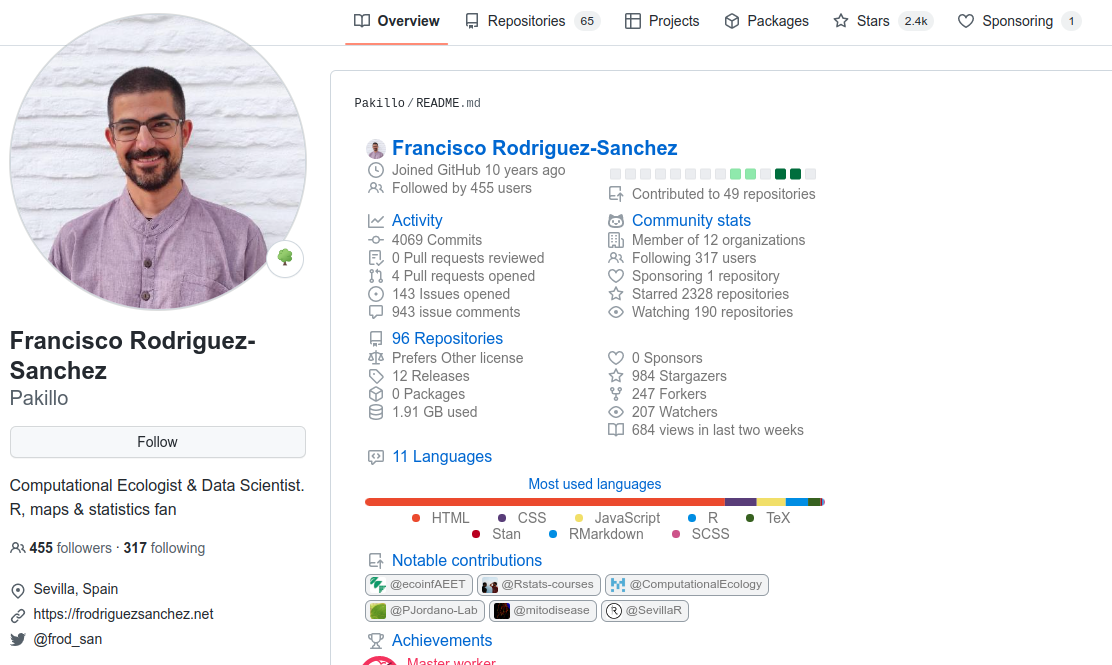 Overview Repositories 65 Projects Packages Stars 2.4k Sponsoring 1
Francisco Rodriguez-
Sanchez
Pakillo
Follow
Computational Ecologist & Data Scientist.
R, maps & statistics fan
455 followers · 317 following
Sevilla, Spain
https://frodriguezsanchez.net
@frod_san
Pakillo/README.md
Francisco Rodriguez-Sanchez
Joined GitHub 10 years ago
Followed by 455 users
Contributed to 49 repositories
Activity
4069 Commits
0 Pull requests reviewed
4 Pull requests opened
143 Issues opened
943 issue comments
Community stats
Member of 12 organizations
Following 317 users
Sponsoring 1 repository
Starred 2328 repositories
Watching 190 repositories
96 Repositories
Prefers Other license
12 Releases
0 Packages
1.91 GB used
0 Sponsors
984 Stargazers
247 Forkers
207 Watchers
684 views in last two weeks
11 Languages
Most used languages
HTML CSS JavaScript R TeX
Stan RMarkdown SCSS
Notable contributions
@ecoinfAEET @Rstats-courses @ComputationalEcology
@PJordano-Lab @mitodisease @SevillaR
Achievements
Master worker